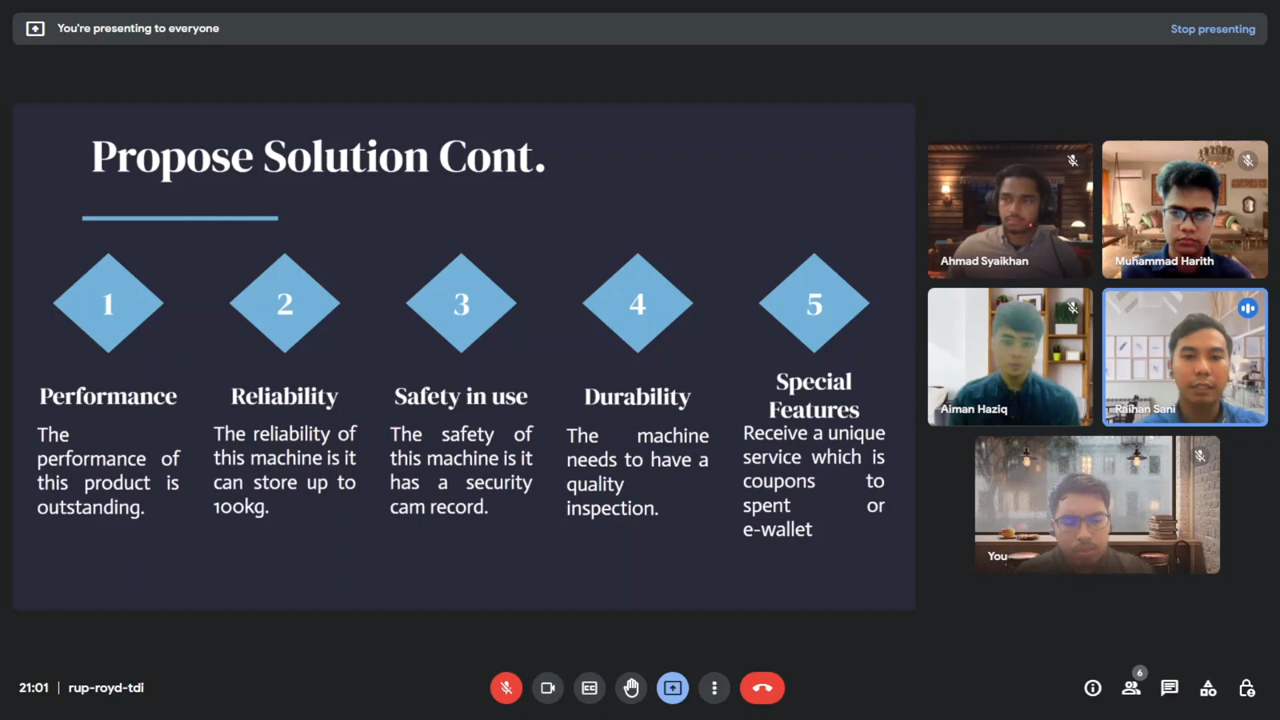 You're presenting to everyone
Stop presenting
Propose Solution Cont.
1
2
3
4
5
Performance
The
performance of
this product is
outstanding.
Reliability
The reliability of
this machine is it
can store up to
100kg.
Safety in use
The safety of
this machine is it
has a security
cam record.
Durability
The machine
needs to have a
quality
inspection.
Special
Features
Receive a unique
service which is
coupons to
spent or
e-wallet
Ahmad Syaikhan
Muhammad Harith
Aiman Haziq
Raihan Sani
You
21:01 | rup-royd-tdi
CC
6